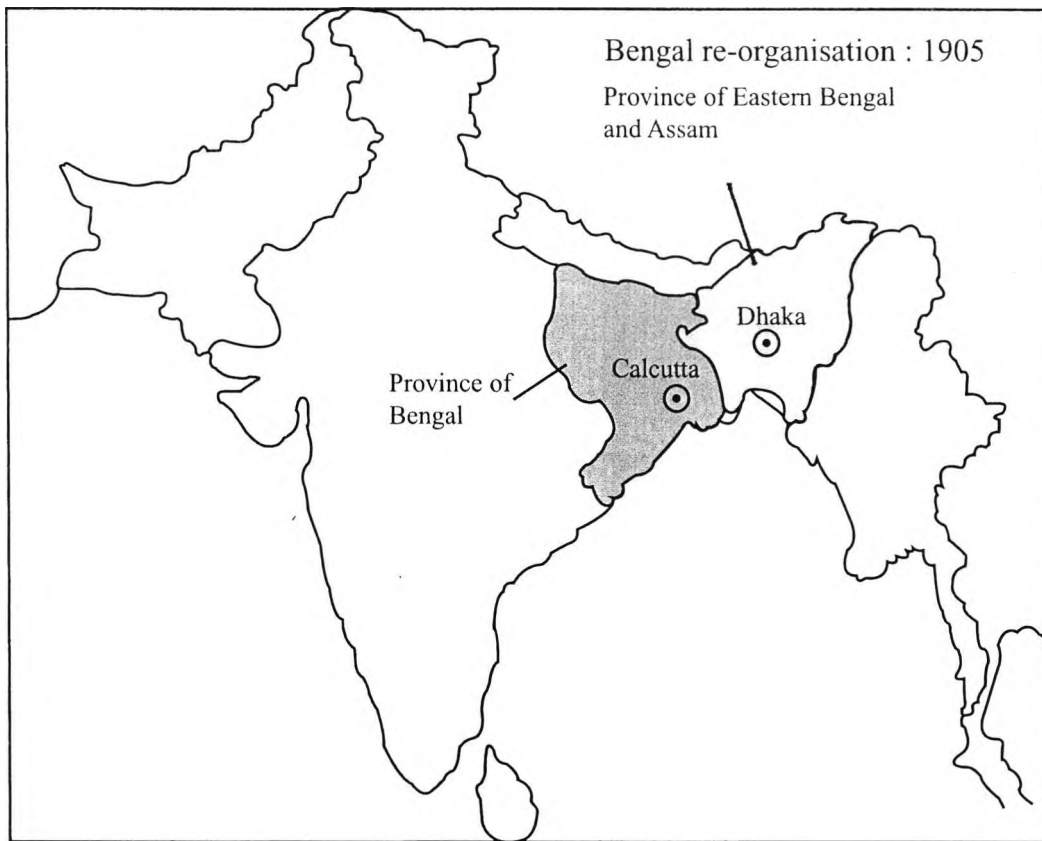 Bengal re-organisation : 1905
Province of Eastern Bengal
and Assam
Dhaka
Calcutta
Province of
Bengal